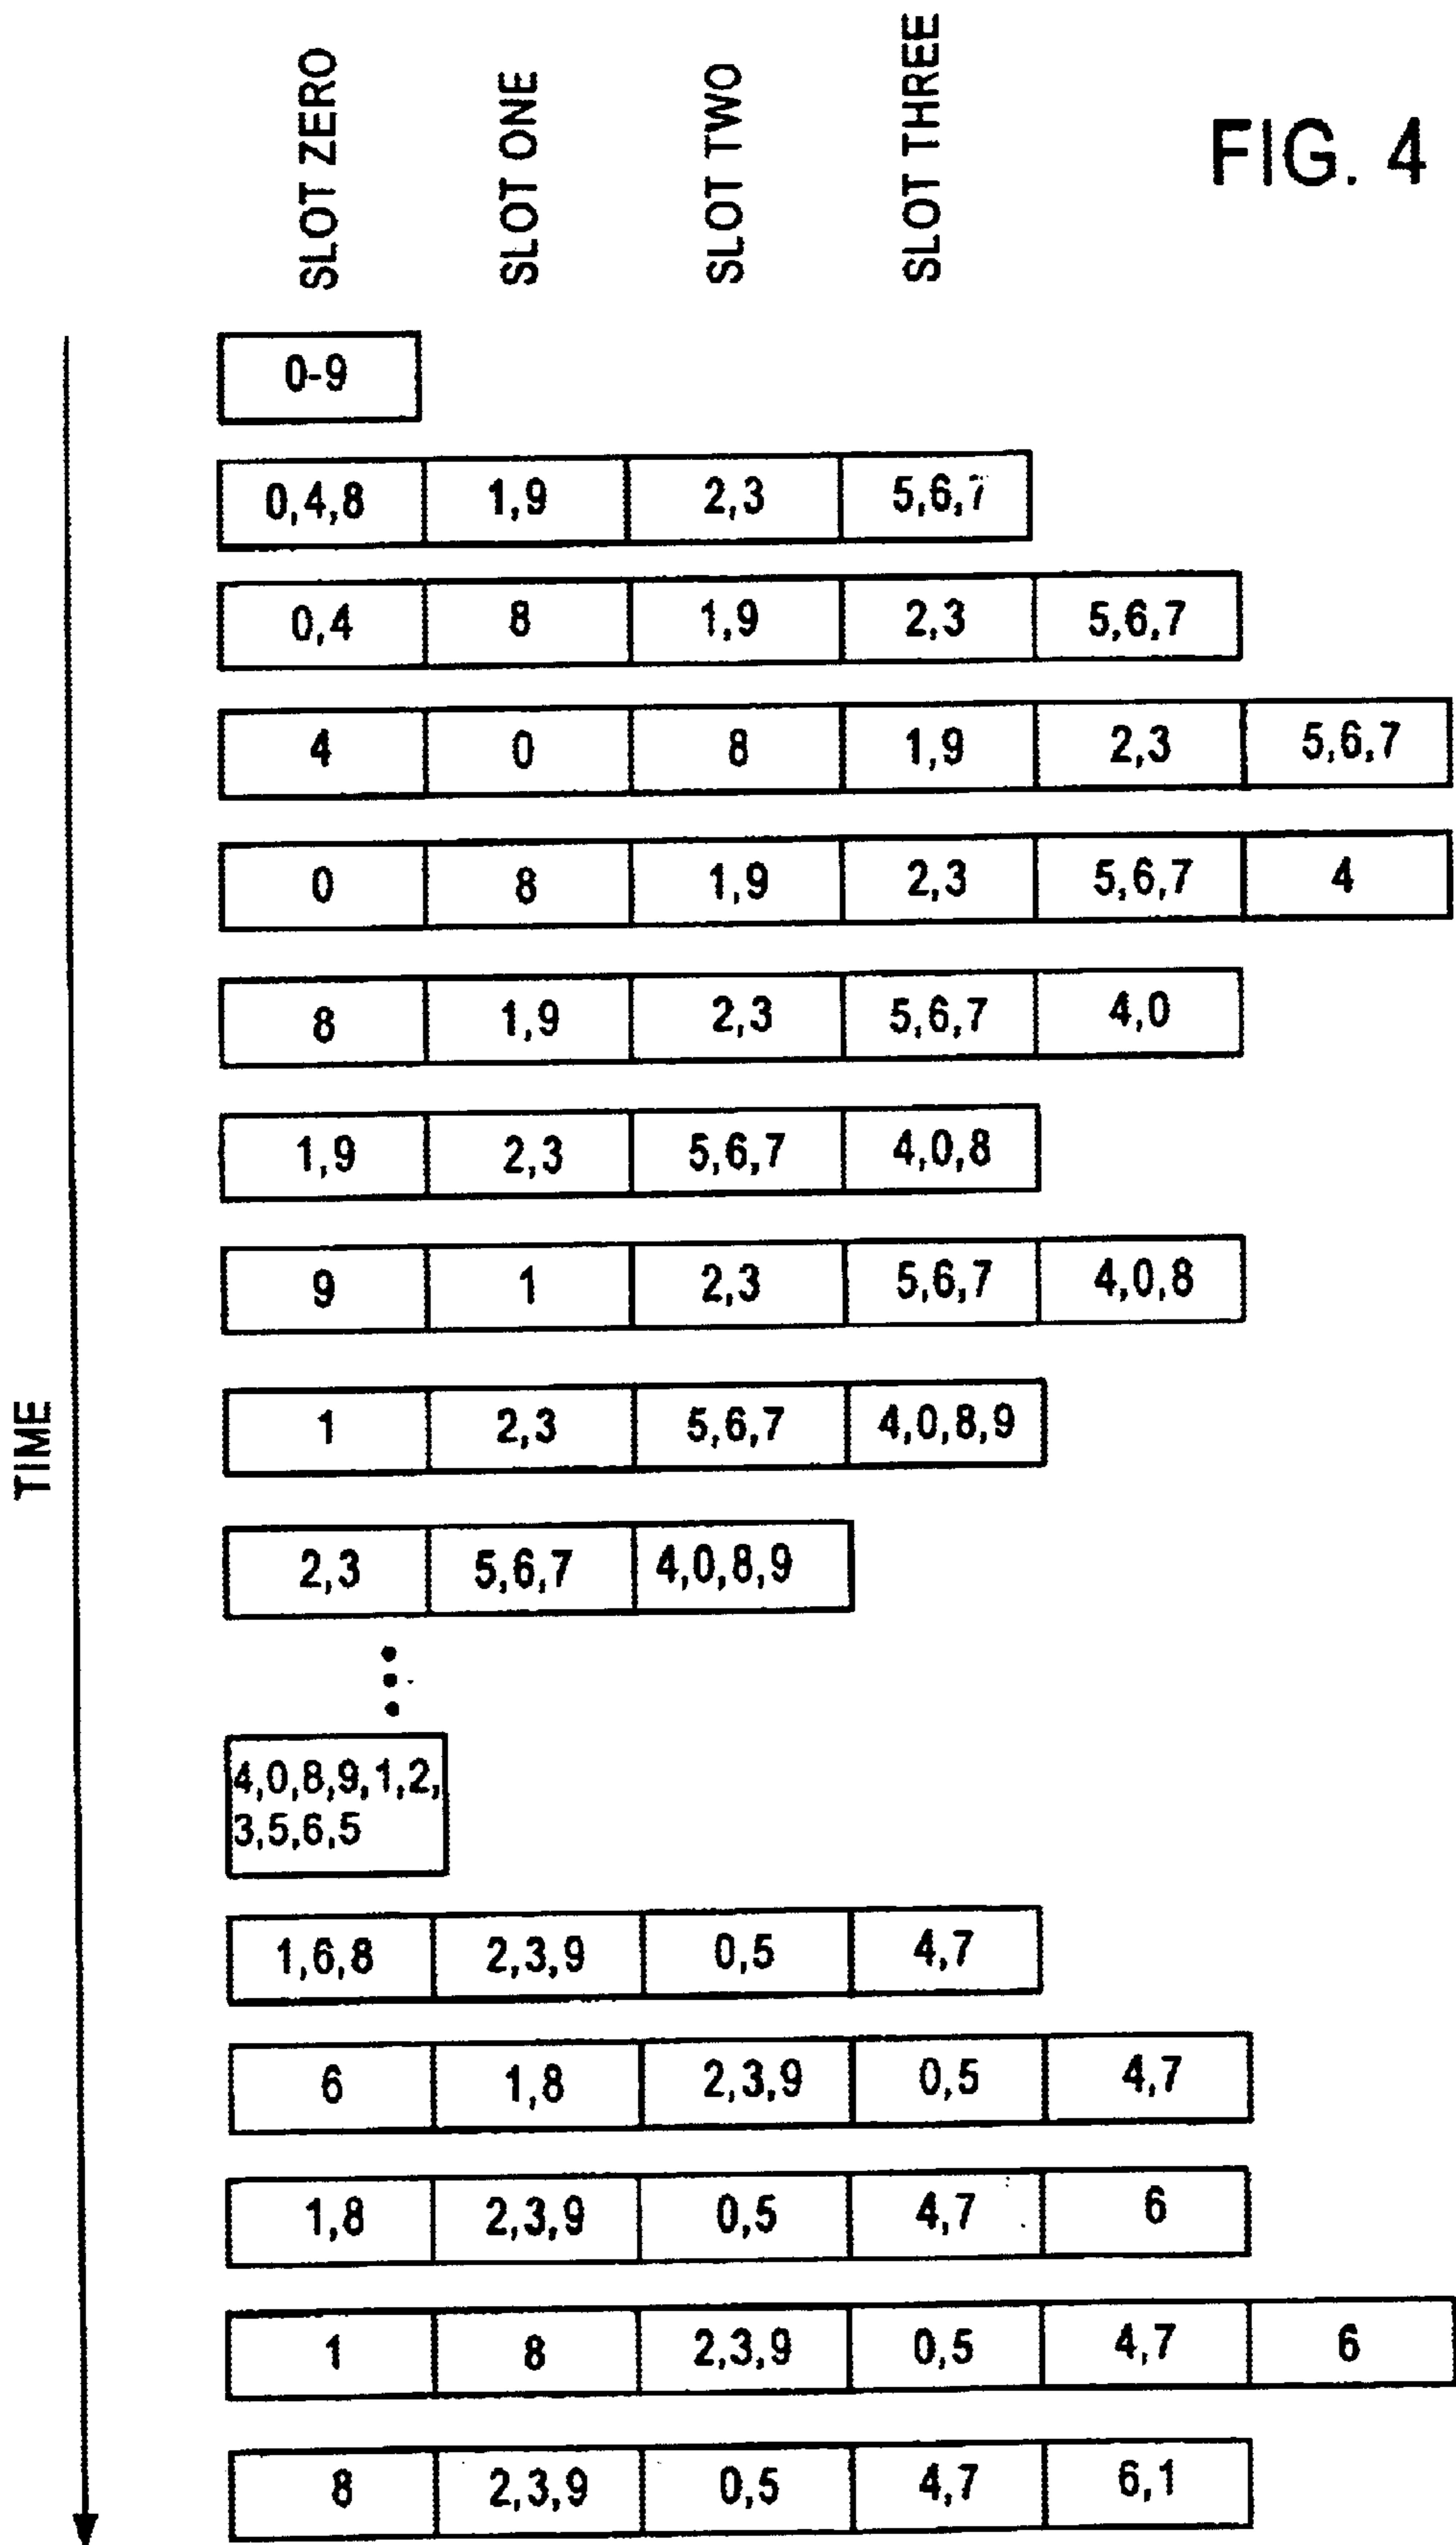 SLOT ZERO
SLOT ONE
SLOT TWO
SLOT THREE
FIG. 4
TIME
0-9
0,4,8 1,9 2,3 5,6,7
0,4 8 1,9 2,3 5,6,7
4 0 8 1,9 2,3 5,6,7
0 8 1,9 2,3 5,6,7 4
8 1,9 2,3 5,6,7 4,0
1,9 2,3 5,6,7 4,0,8
9 1 2,3 5,6,7 4,0,8
1 2,3 5,6,7 4,0,8,9
2,3 5,6,7 4,0,8,9
4,0,8,9,1,2,
3,5,6,5
1,6,8 2,3,9 0,5 4,7
6 1,8 2,3,9 0,5 4,7
1,8 2,3,9 0,5 4,7 6
1 8 2,3,9 0,5 4,7 6
8 2,3,9 0,5 4,7 6,1